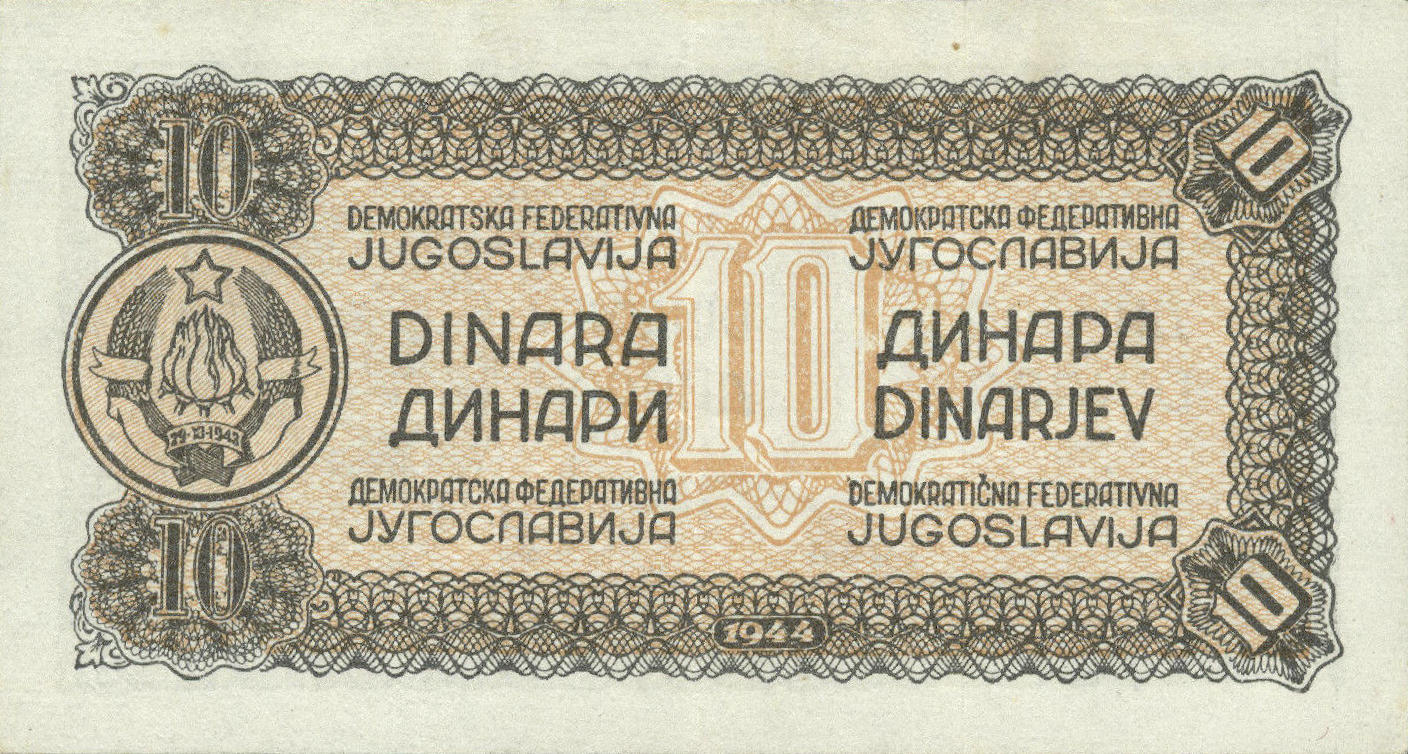 10
10
DEMOKRATSKA FEDERATIVNA
JUGOSLAVIJA
ДЕМОКРАТСКА ФЕДЕРАТИВНА
ЈУГОСЛАВИЈА
DINARA
ДИНАРА
10
ДИНАРИ
DINARJEV
29·XI·1943
ДЕМОКРАТСКА ФЕДЕРАТИВНА
ЈУГОСЛАВИЈА
DEMOKRATIČNA FEDERATIVNA
JUGOSLAVIJA
10
10
1944